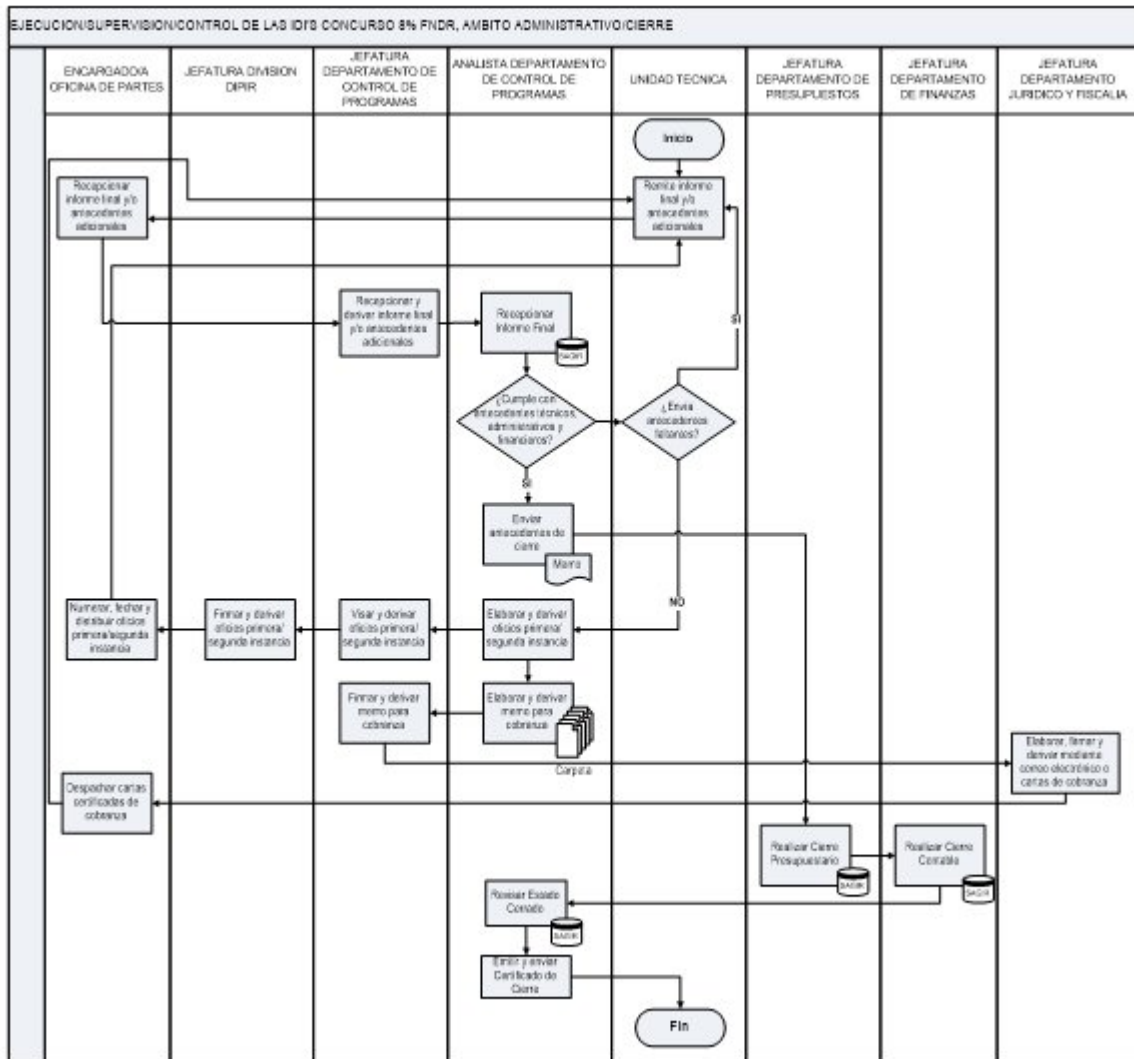 EJECUCION/SUPERVISION/CONTROL DE LAS IDI'S CONCURSO 8% FNDR, AMBITO ADMINISTRATIVO/CIERRE
ENCARGADO/A
OFICINA DE PARTES
JEFATURA DIVISION
DIPIR
JEFATURA
DEPARTAMENTO DE
CONTROL DE
PROGRAMAS
ANALISTA DEPARTAMENTO
DE CONTROL DE
PROGRAMAS
UNIDAD TECNICA
JEFATURA
DEPARTAMENTO DE
PRESUPUESTOS
JEFATURA
DEPARTAMENTO
DE FINANZAS
JEFATURA
DEPARTAMENTO
JURIDICO Y FISCALIA
Inicio
Recepcionar
informe final y/o
antecedentes
adicionales
Remite informe
final y/o
antecedentes
adicionales
Recepcionar y
derivar informe final
y/o antecedentes
adicionales
Recepcionar
Informe Final
SAGIR
SI
¿Cumple con
antecedentes técnicos,
administrativos y
financieros?
¿Envia
antecedentes
faltantes?
SI
Enviar
antecedentes de
cierre
Memo
NO
Numerar, fechar y
distribuir oficios
primera/segunda
instancia
Firmar y derivar
oficios primera/
segunda instancia
Visar y derivar
oficios primera/
segunda instancia
Elaborar y derivar
oficios primera/
segunda instancia
Firmar y derivar
memo para
cobranza
Elaborar y derivar
memo para
cobranza
Carpeta
Elaborar, firmar y
derivar mediante
correo electrónico o
cartas de cobranza
Despachar cartas
certificadas de
cobranza
Realizar Cierre
Presupuestario
SAGIR
Realizar Cierre
Contable
SAGIR
Revisar Estado
Cerrado
SAGIR
Emitir y enviar
Certificado de
Cierre
Fin